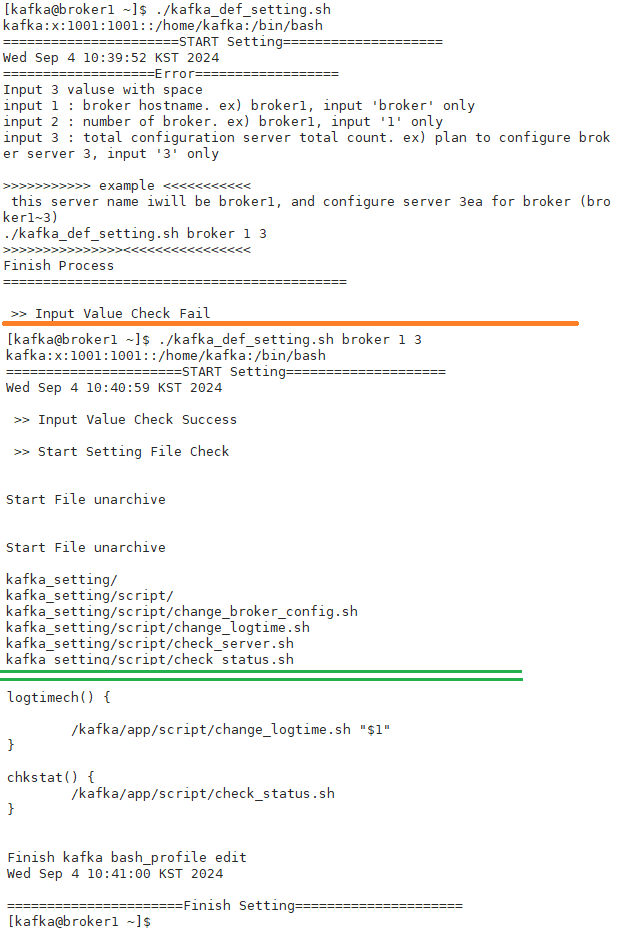 [kafka@broker1 ~]$ ./kafka_def_setting.sh
kafka:x:1001:1001::/home/kafka:/bin/bash
======================START Setting====================
Wed Sep 4 10:39:52 KST 2024
===================Error==================
Input 3 valuse with space
input 1 : broker hostname. ex) broker1, input 'broker' only
input 2 : number of broker. ex) broker1, input '1' only
input 3 : total configuration server total count. ex) plan to configure brok
er server 3, input '3' only
>>>>>>>>>>> example <<<<<<<<<<<
this server name iwill be broker1, and configure server 3ea for broker (bro
ker1~3)
./kafka_def_setting.sh broker 1 3
>>>>>>>>>>>>>>><<<<<<<<<<<<<<<<
Finish Process
===========================================
>> Input Value Check Fail
[kafka@broker1 ~]$ ./kafka_def_setting.sh broker 1 3
kafka:x:1001:1001::/home/kafka:/bin/bash
======================START Setting====================
Wed Sep 4 10:40:59 KST 2024
>> Input Value Check Success
>> Start Setting File Check
Start File unarchive
Start File unarchive
kafka_setting/
kafka_setting/script/
kafka_setting/script/change_broker_config.sh
kafka_setting/script/change_logtime.sh
kafka_setting/script/check_server.sh
kafka_setting/script/check_status.sh
logtimech() {
/kafka/app/script/change_logtime.sh "$1"
}
chkstat() {
/kafka/app/script/check_status.sh
}
Finish kafka bash_profile edit
Wed Sep 4 10:41:00 KST 2024
======================Finish Setting=====================
[kafka@broker1 ~]$